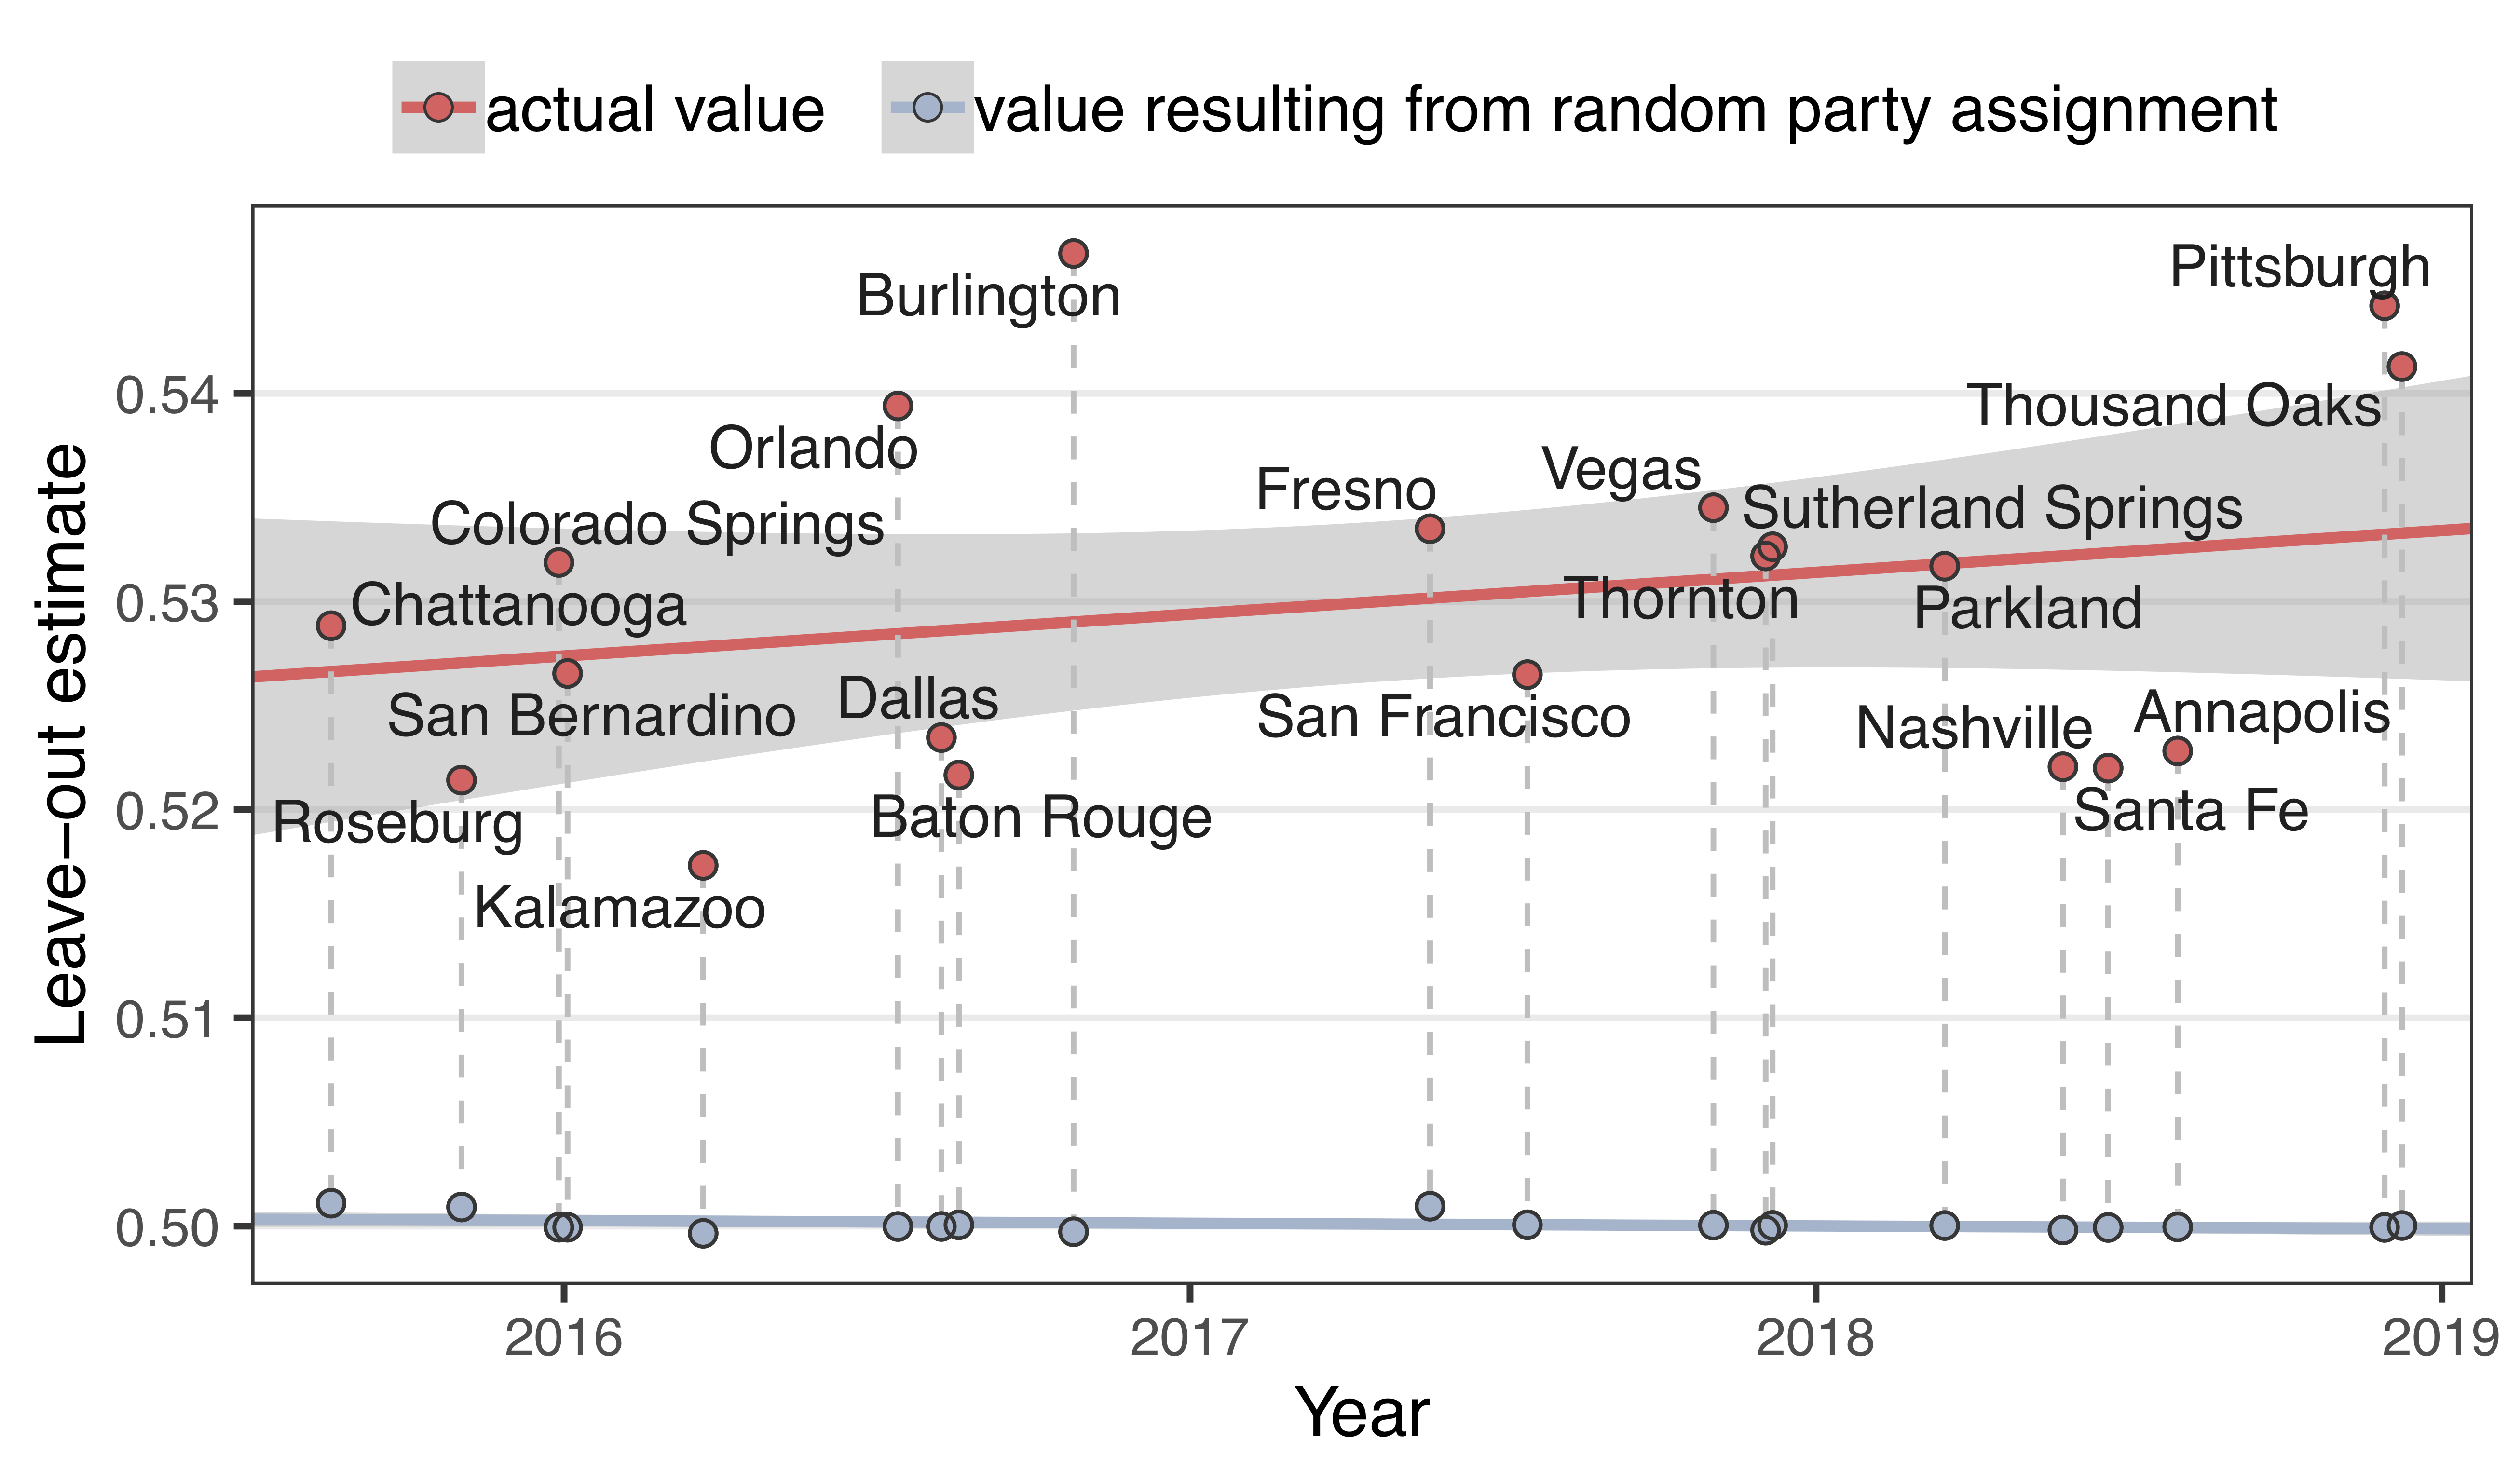 actual value value resulting from random party assignment
Leave−out estimate
0.54
0.53
0.52
0.51
0.50
Burlington
Pittsburgh
Orlando
Thousand Oaks
Colorado Springs
Fresno
Vegas
Sutherland Springs
Chattanooga
Thornton
Parkland
San Bernardino
Dallas
San Francisco
Nashville
Annapolis
Roseburg
Baton Rouge
Santa Fe
Kalamazoo
2016 2017 2018 2019
Year